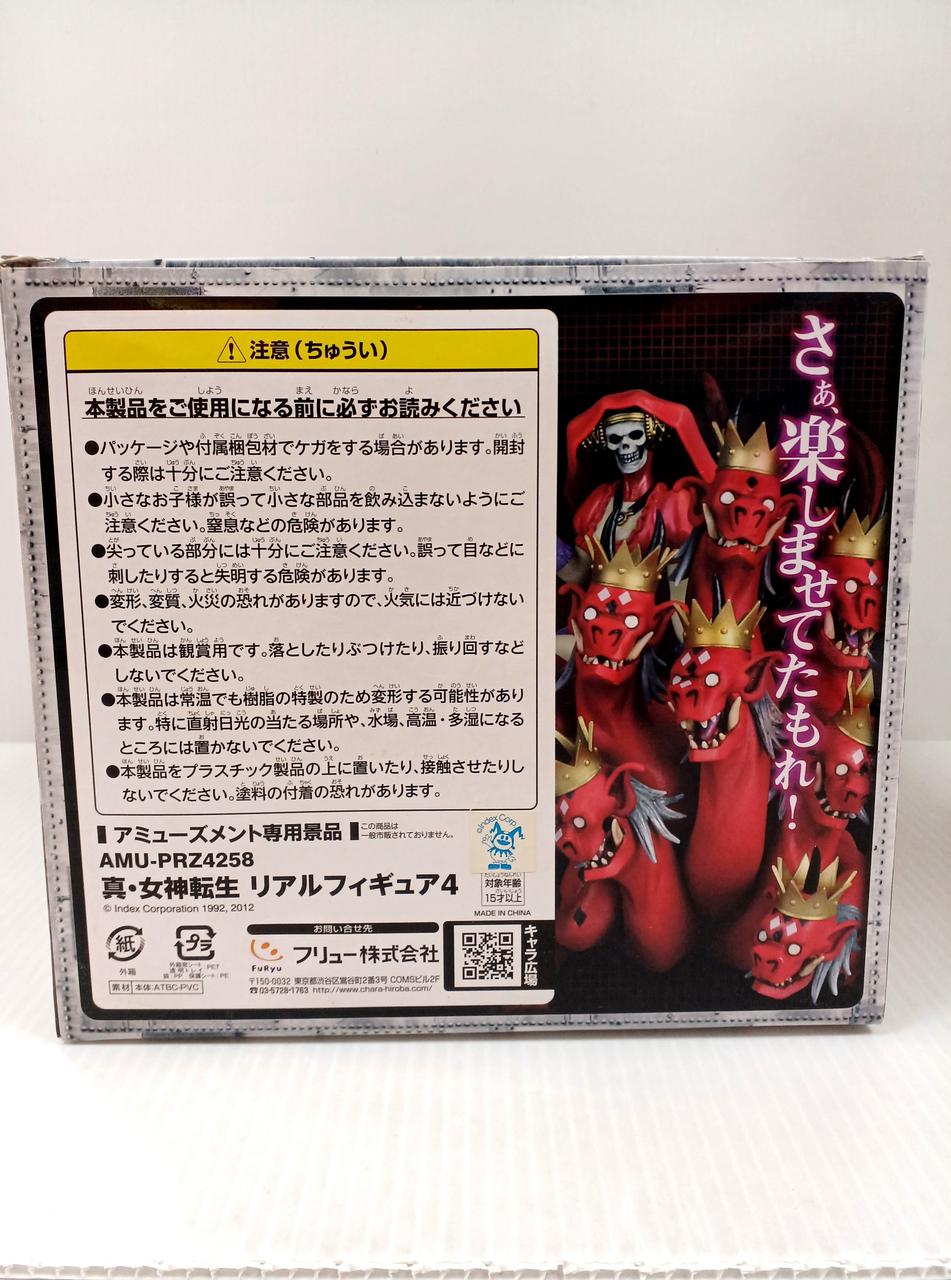 注意(ちゅうい)
本製品をご使用になる前に必ずお読みください
●パッケージや付属梱包材でケガをする場合があります。開封
する際は十分にご注意ください。
●小さなお子様が誤って小さな部品を飲み込まないようにご
注意ください。窒息などの危険があります。
●尖っている部分には十分にご注意ください。誤って目などに
刺したりすると失明する危険があります。
●変形、変質、火災の恐れがありますので、火気には近づけない
でください。
●本製品は観賞用です。落としたりぶつけたり、振り回すなど
しないでください。
●本製品は常温でも樹脂の特製のため変形する可能性があり
ます。特に直射日光の当たる場所や、水場、高温・多湿になる
ところには置かないでください。
●本製品をプラスチック製品の上に置いたり、接触させたりし
ないでください。塗料の付着の恐れがあります。
アミューズメント専用景品
この商品は
一般市販されておりません。
AMU-PRZ4258
真・女神転生 リアルフィギュア4
© Index Corporation 1992, 2012
©Index Corp
対象年齢
15才以上
MADE IN CHINA
紙
外箱
プラ
素材 本体:ATBC-PVC
お問い合せ先
FuRyu
フリュー株式会社
〒150-0032 東京都渋谷区鶯谷町2番3号 COMSビル2F
☎03-5728-1763 http://www.chara-hiroba.com/
キャラ広場
さぁ、楽しませてたもれ!